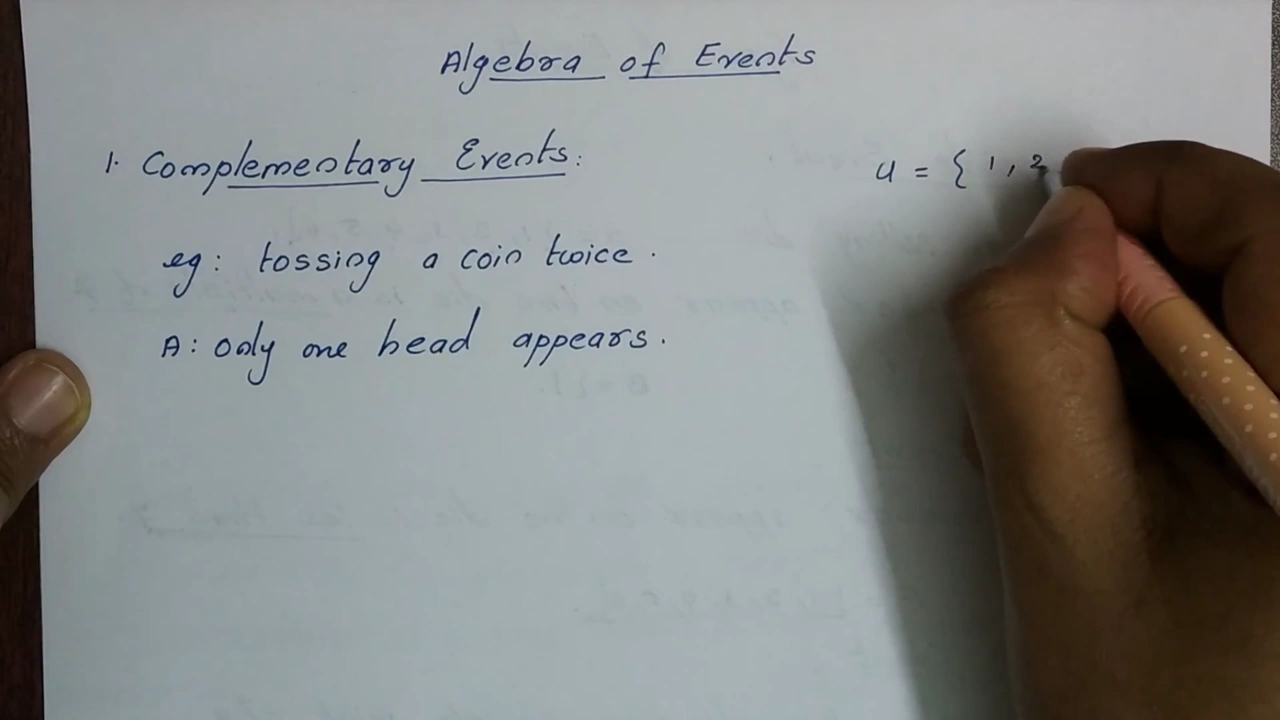 Algebra of Events
1. Complementary Events:
U = { 1, 2
eg: tossing a coin twice.
A: only one head appears.